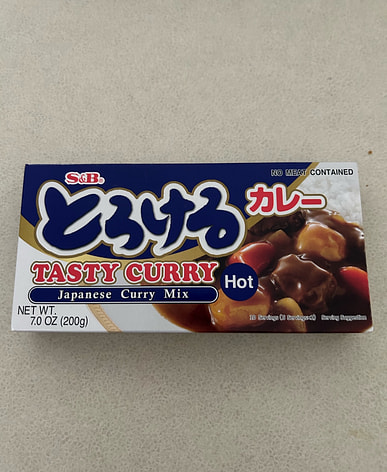 S&B®
NO MEAT CONTAINED
とろける
カレー
TASTY CURRY
Hot
Japanese Curry Mix
NET WT.
7.0 OZ (200g)
Serving Suggestion